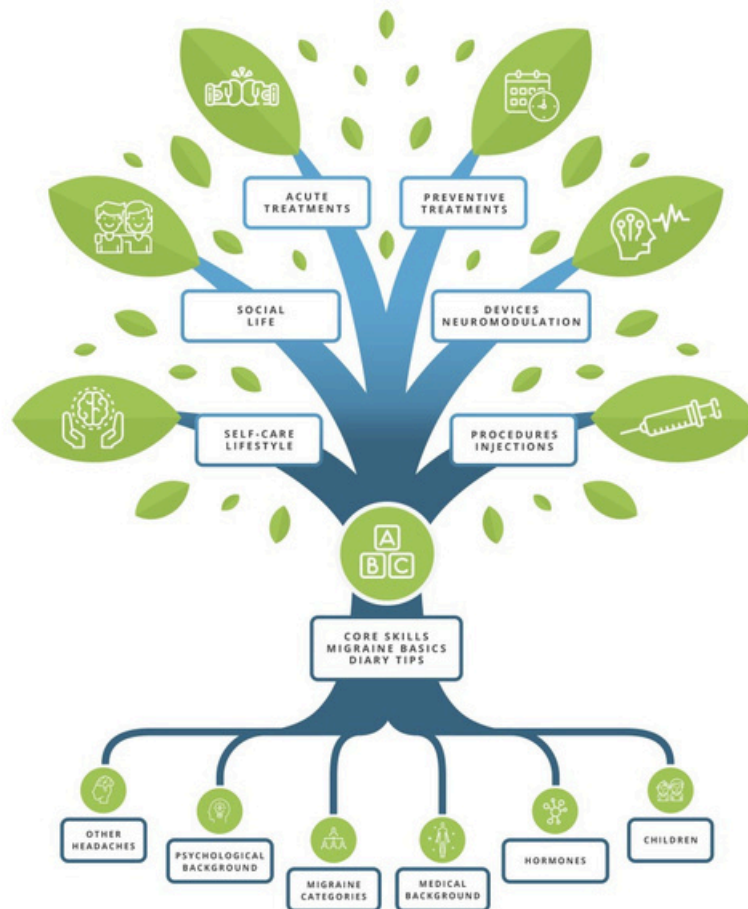 ACUTE
TREATMENTS
PREVENTIVE
TREATMENTS
SOCIAL
LIFE
DEVICES
NEUROMODULATION
SELF-CARE
LIFESTYLE
PROCEDURES
INJECTIONS
A
B C
CORE SKILLS
MIGRAINE BASICS
DIARY TIPS
OTHER
HEADACHES
PSYCHOLOGICAL
BACKGROUND
MIGRAINE
CATEGORIES
MEDICAL
BACKGROUND
HORMONES
CHILDREN